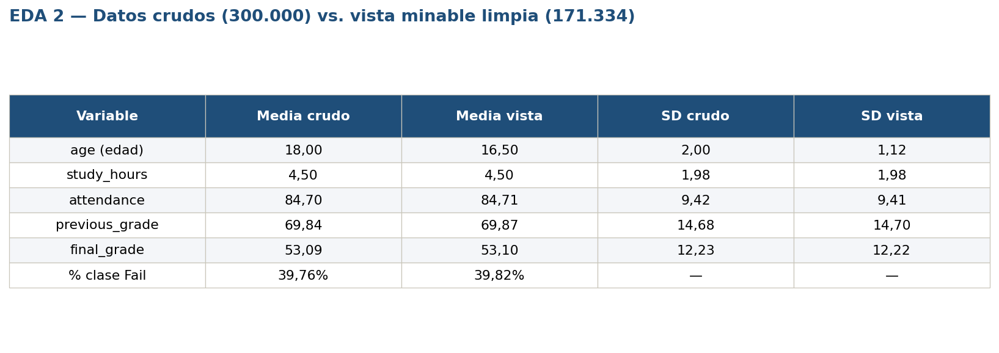 EDA 2 — Datos crudos (300.000) vs. vista minable limpia (171.334)
Variable Media crudo Media vista SD crudo SD vista
age (edad) 18,00 16,50 2,00 1,12
study_hours 4,50 4,50 1,98 1,98
attendance 84,70 84,71 9,42 9,41
previous_grade 69,84 69,87 14,68 14,70
final_grade 53,09 53,10 12,23 12,22
% clase Fail 39,76% 39,82% — —